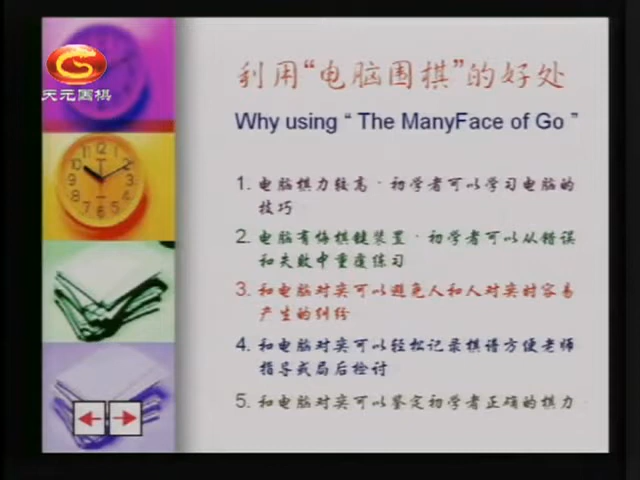 天元围棋
利用“电脑围棋”的好处
Why using “ The ManyFace of Go ”
1. 电脑棋力较高·初学者可以学习电脑的
技巧
2. 电脑有悔棋键装置·初学者可以从错误
和失败中重复练习
3. 和电脑对奕可以避免人和人对奕时容易
产生的纠纷
4. 和电脑对奕可以轻松记录棋谱方便老师
指导或局后检讨
5. 和电脑对奕可以鉴定初学者正确的棋力